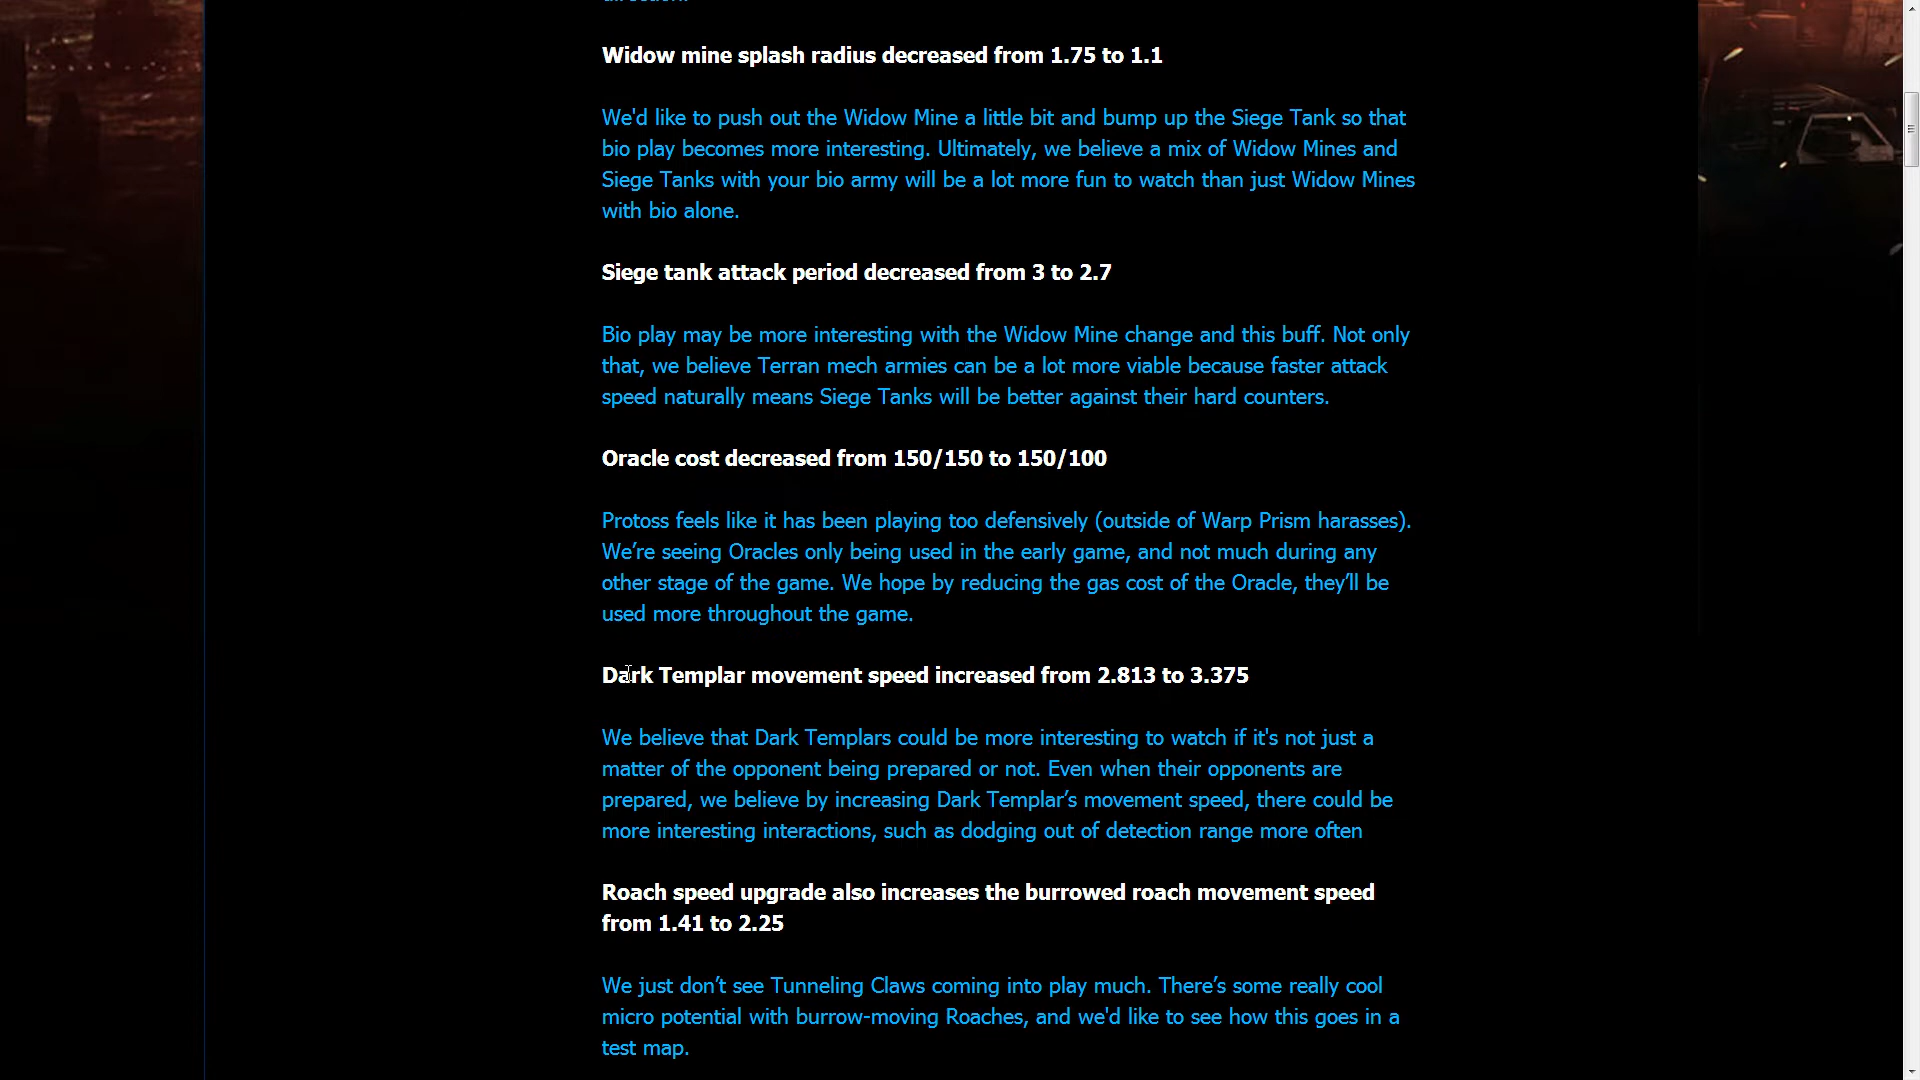 Widow mine splash radius decreased from 1.75 to 1.1
We'd like to push out the Widow Mine a little bit and bump up the Siege Tank so that
bio play becomes more interesting. Ultimately, we believe a mix of Widow Mines and
Siege Tanks with your bio army will be a lot more fun to watch than just Widow Mines
with bio alone.
Siege tank attack period decreased from 3 to 2.7
Bio play may be more interesting with the Widow Mine change and this buff. Not only
that, we believe Terran mech armies can be a lot more viable because faster attack
speed naturally means Siege Tanks will be better against their hard counters.
Oracle cost decreased from 150/150 to 150/100
Protoss feels like it has been playing too defensively (outside of Warp Prism harasses).
We’re seeing Oracles only being used in the early game, and not much during any
other stage of the game. We hope by reducing the gas cost of the Oracle, they’ll be
used more throughout the game.
Dark Templar movement speed increased from 2.813 to 3.375
We believe that Dark Templars could be more interesting to watch if it's not just a
matter of the opponent being prepared or not. Even when their opponents are
prepared, we believe by increasing Dark Templar’s movement speed, there could be
more interesting interactions, such as dodging out of detection range more often
Roach speed upgrade also increases the burrowed roach movement speed
from 1.41 to 2.25
We just don’t see Tunneling Claws coming into play much. There’s some really cool
micro potential with burrow-moving Roaches, and we'd like to see how this goes in a
test map.